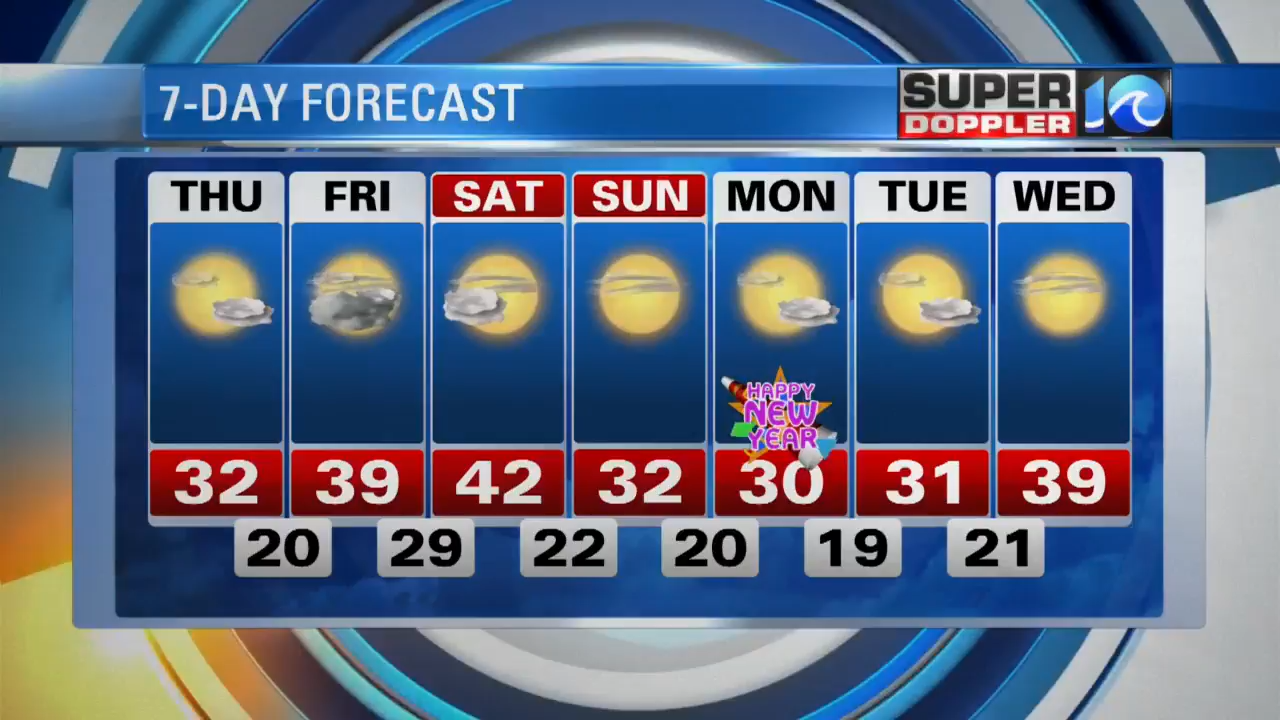 7-DAY FORECAST
SUPER
DOPPLER 10
THU FRI SAT SUN MON TUE WED
HAPPY
NEW
YEAR
32 39 42 32 30 31 39
20 29 22 20 19 21